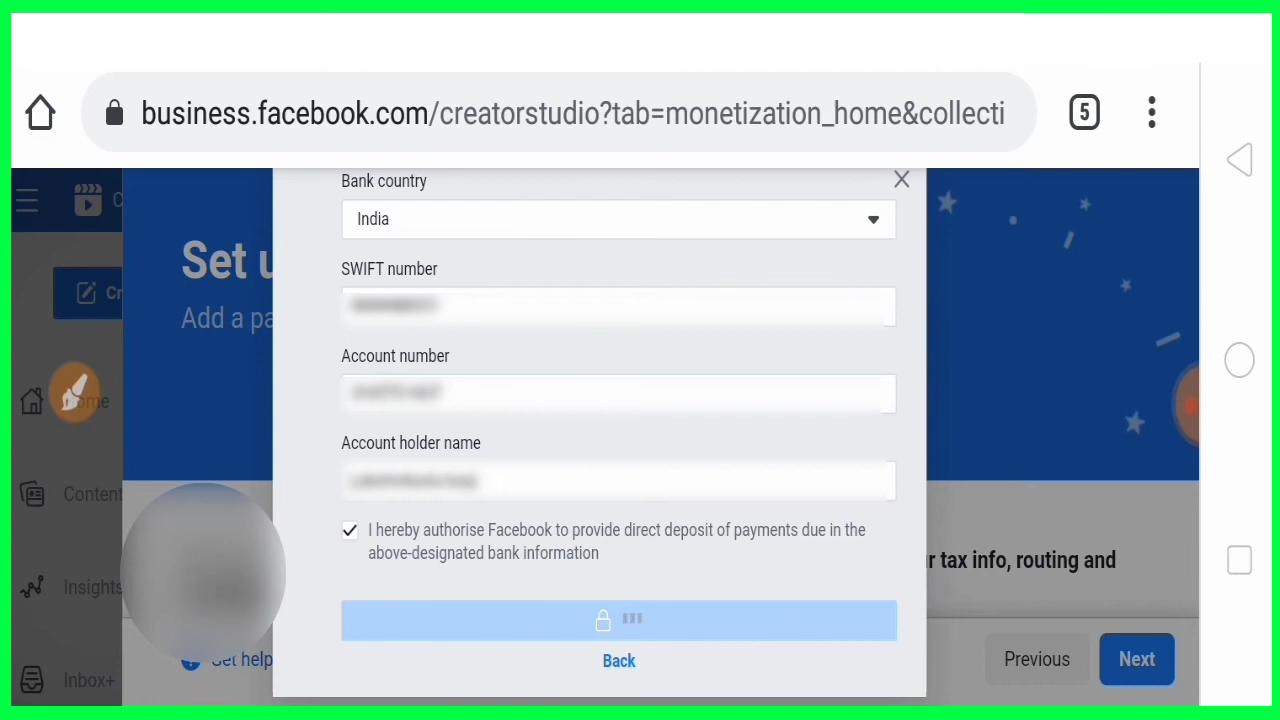 business.facebook.com/creatorstudio?tab=monetization_home&collecti
5
Bank country
India
SWIFT number
Account number
Account holder name
I hereby authorise Facebook to provide direct deposit of payments due in the
above-designated bank information
Back
C
Cr
Home
Content
Insights
Inbox+
Set u
Add a pa
r tax info, routing and
Get help
Previous
Next